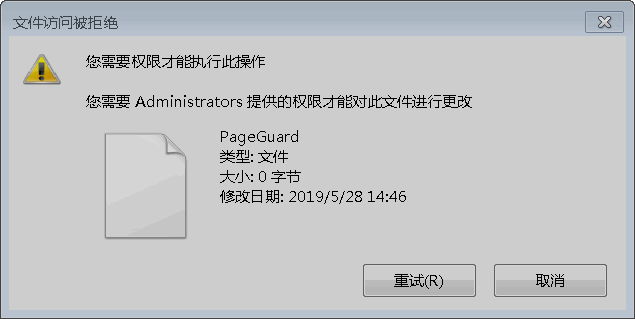 文件访问被拒绝
您需要权限才能执行此操作
您需要 Administrators 提供的权限才能对此文件进行更改
PageGuard
类型: 文件
大小: 0 字节
修改日期: 2019/5/28 14:46
重试(R)
取消